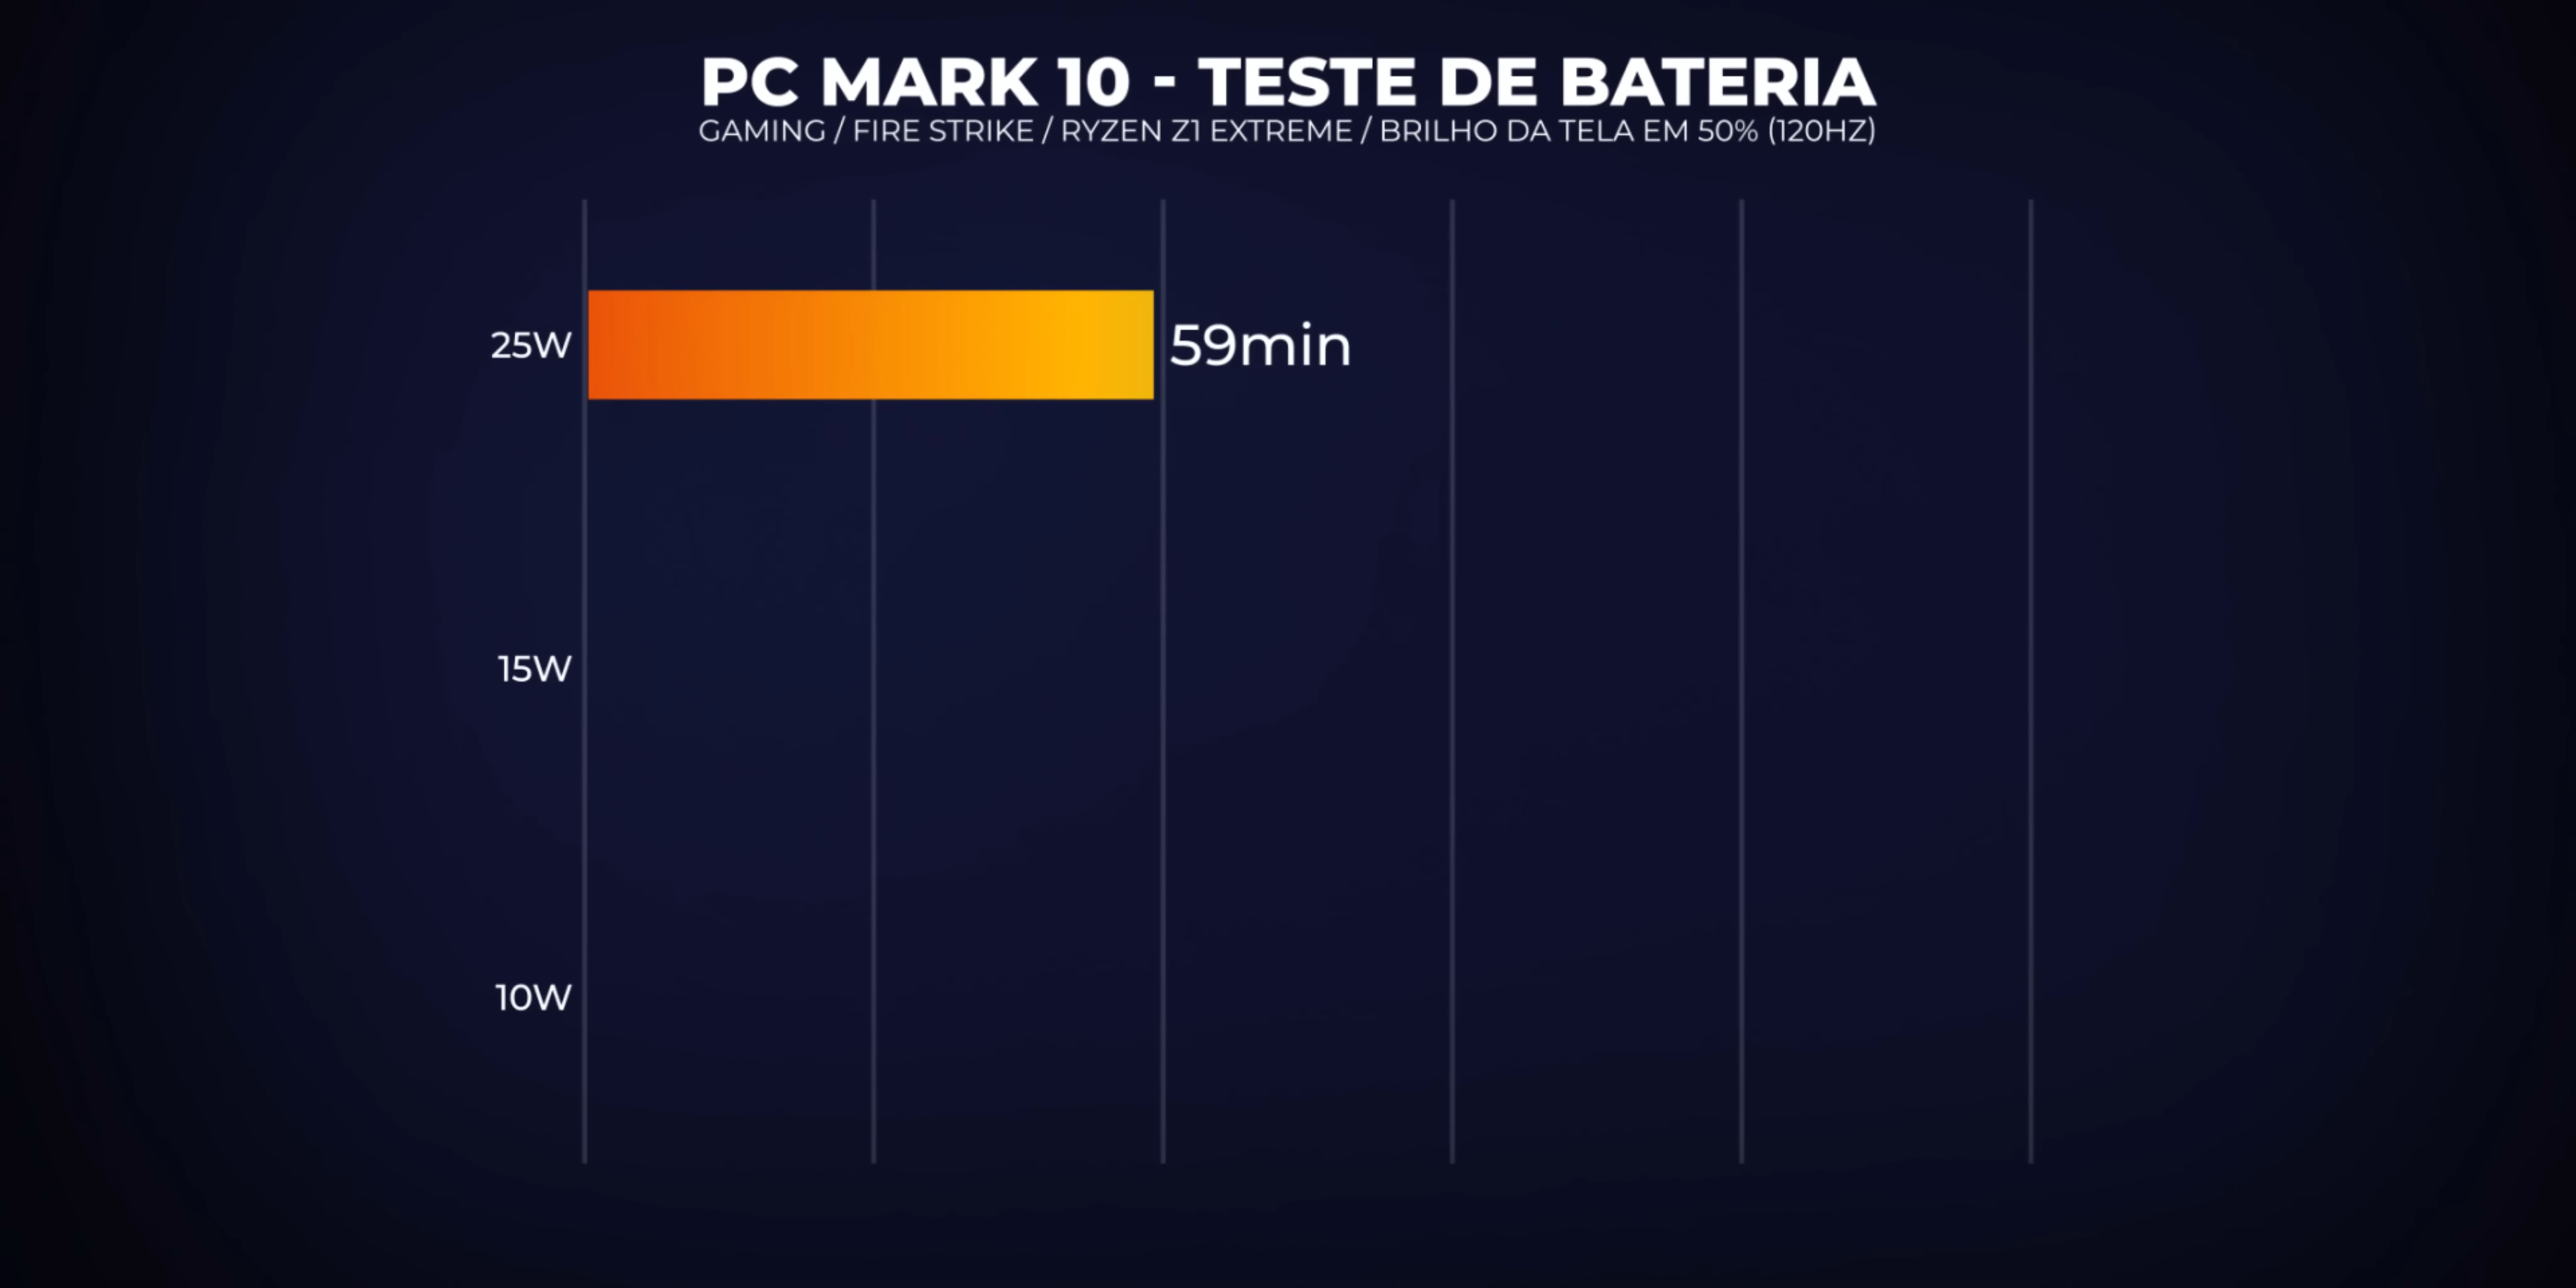 PC MARK 10 - TESTE DE BATERIA
GAMING / FIRE STRIKE / RYZEN Z1 EXTREME / BRILHO DA TELA EM 50% (120HZ)
25W
59min
15W
10W